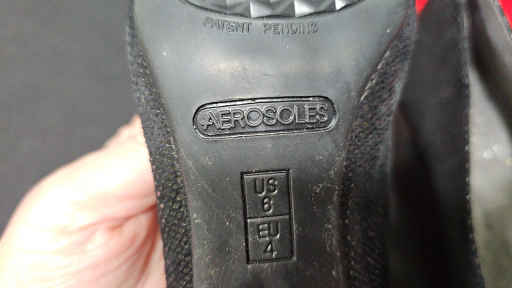 PATENT PENDING
AEROSOLES
US
6
EU
4